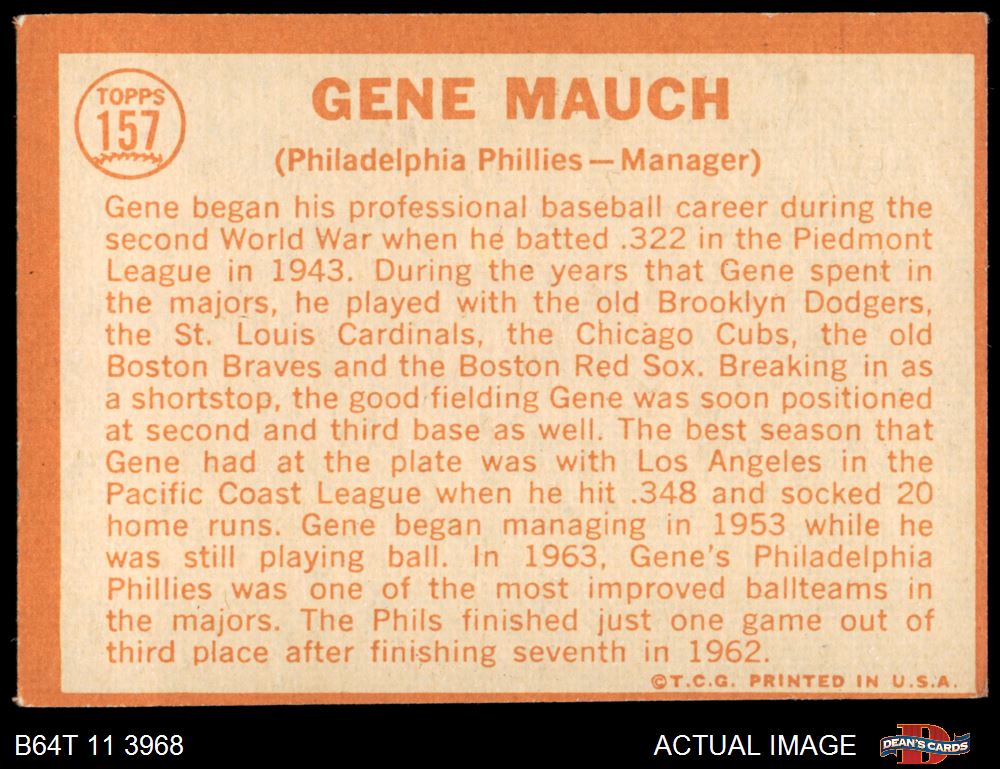 TOPPS
157
GENE MAUCH
(Philadelphia Phillies — Manager)
Gene began his professional baseball career during the
second World War when he batted .322 in the Piedmont
League in 1943. During the years that Gene spent in
the majors, he played with the old Brooklyn Dodgers,
the St. Louis Cardinals, the Chicago Cubs, the old
Boston Braves and the Boston Red Sox. Breaking in as
a shortstop, the good fielding Gene was soon positioned
at second and third base as well. The best season that
Gene had at the plate was with Los Angeles in the
Pacific Coast League when he hit .348 and socked 20
home runs. Gene began managing in 1953 while he
was still playing ball. In 1963, Gene's Philadelphia
Phillies was one of the most improved ballteams in
the majors. The Phils finished just one game out of
third place after finishing seventh in 1962.
©T.C.G. PRINTED IN U.S.A.
B64T 11 3968
ACTUAL IMAGE
DEAN'S CARDS